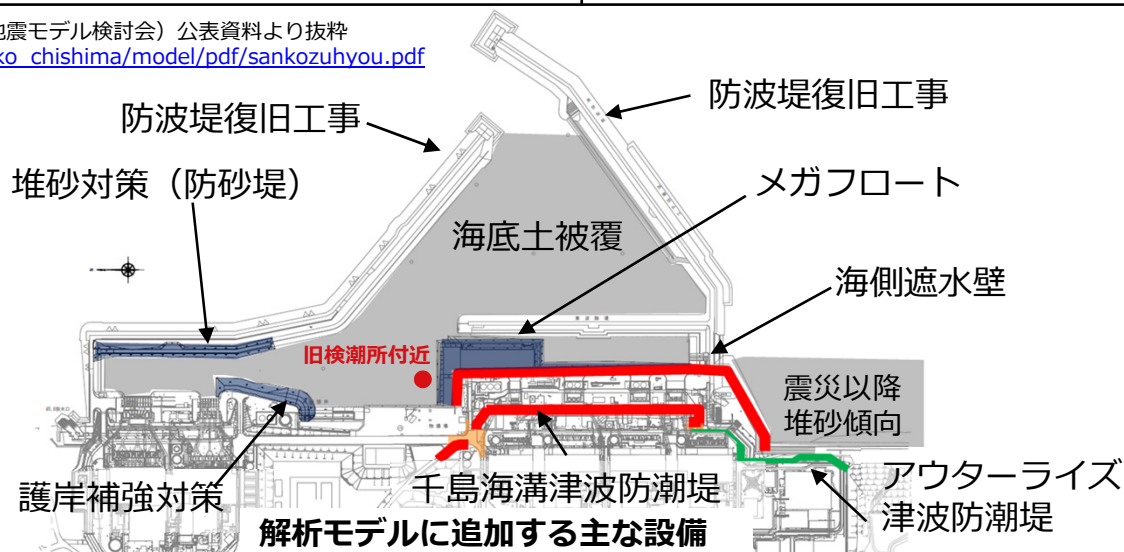 地震モデル検討会）公表資料より抜粋
ko_chishima/model/pdf/sankozuhyou.pdf
防波堤復旧工事
防波堤復旧工事
堆砂対策（防砂堤）
メガフロート
海底土被覆
海側遮水壁
旧検潮所付近
震災以降
堆砂傾向
護岸補強対策
千島海溝津波防潮堤
アウターライズ
津波防潮堤
解析モデルに追加する主な設備